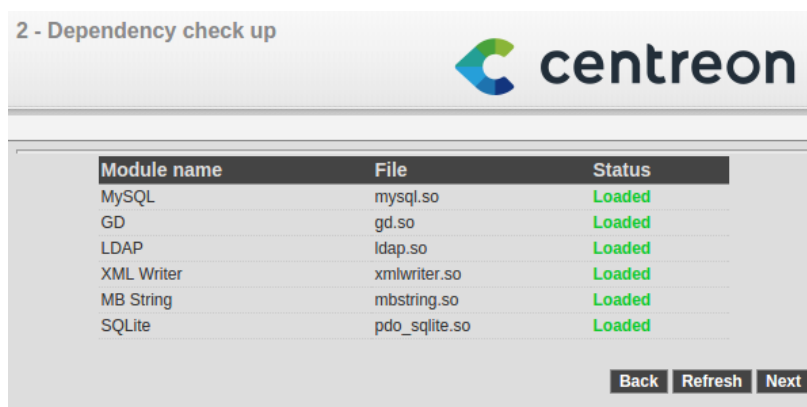 2 - Dependency check up
centreon
Module name File Status
MySQL mysql.so Loaded
GD gd.so Loaded
LDAP ldap.so Loaded
XML Writer xmlwriter.so Loaded
MB String mbstring.so Loaded
SQLite pdo_sqlite.so Loaded
Back Refresh Next